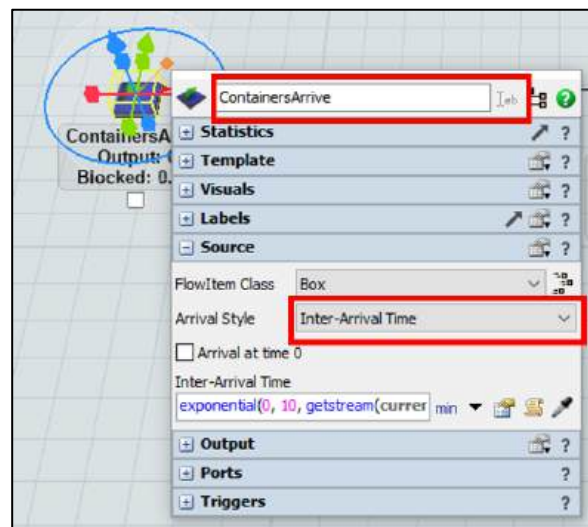 ContainersArrive
ContainersA
Output:
Blocked: 0.
Statistics
?
Template
?
Visuals
?
Labels
?
Source
?
FlowItem Class Box
Arrival Style Inter-Arrival Time
Arrival at time 0
Inter-Arrival Time
exponential(0, 10, getstream(curren min
Output
?
Ports
?
Triggers
?